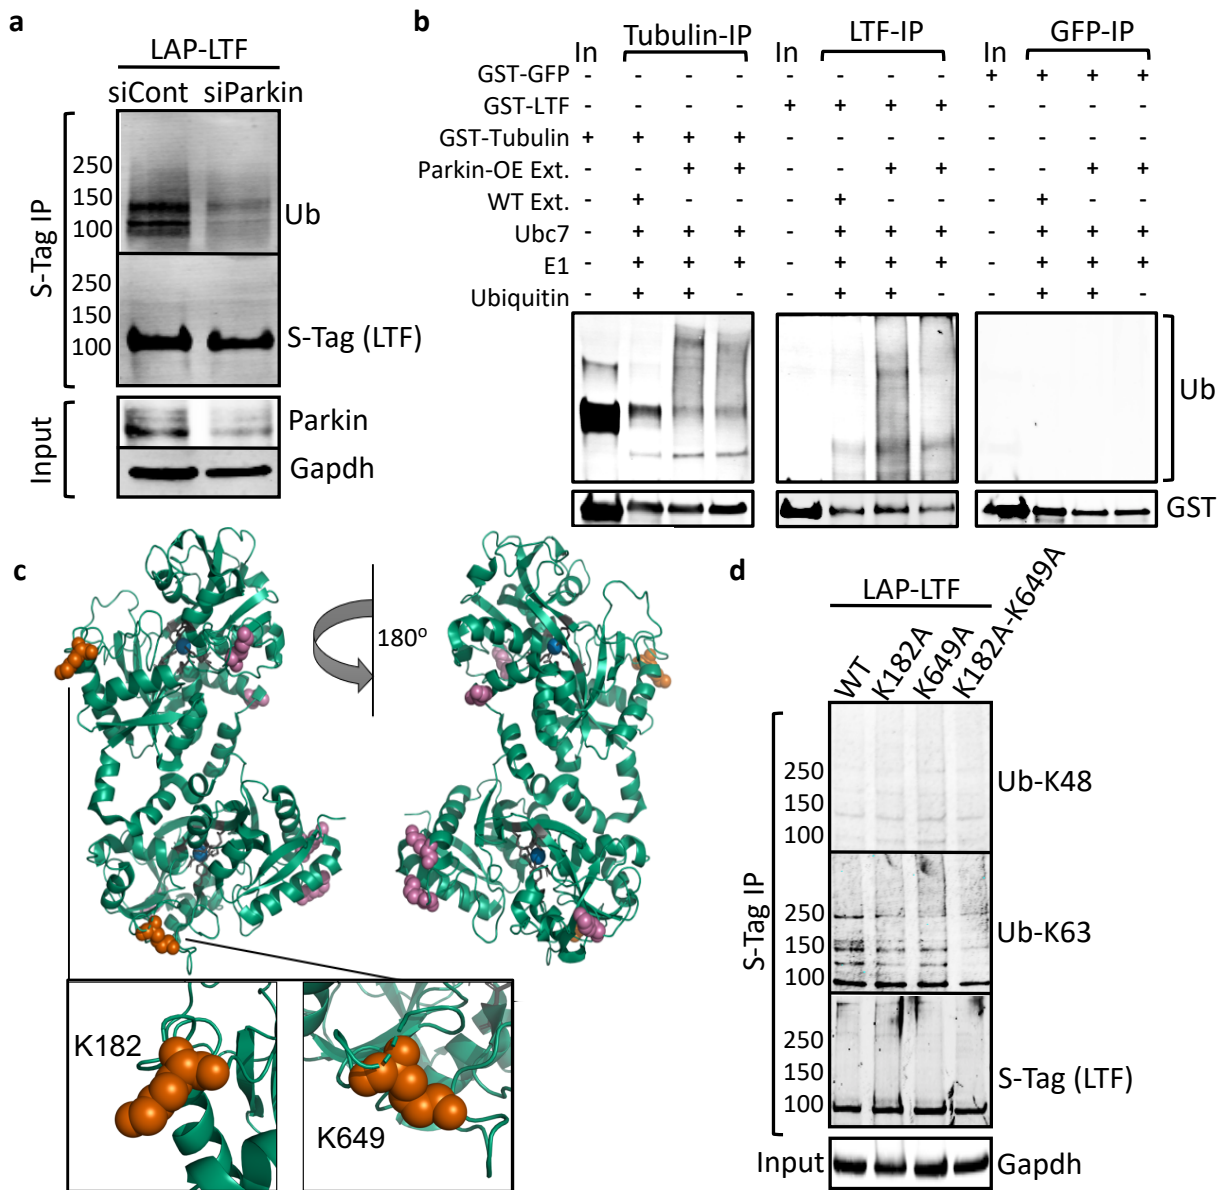 a
LAP-LTF
siCont siParkin
S-Tag IP
250
150
100
Ub
250
150
100
S-Tag (LTF)
Input
Parkin
Gapdh
b
In Tubulin-IP In LTF-IP In GFP-IP
GST-GFP - - - - - - - - + + + +
GST-LTF - - - - + + + + - - - -
GST-Tubulin + + + + - - - - - - - -
Parkin-OE Ext. - - + + - - + + - - + +
WT Ext. - + - - - + - - - + - -
Ubc7 - + + + - + + + - + + +
E1 - + + + - + + + - + + +
Ubiquitin - + + - - + + - - + + -
Ub
GST
c
180º
K182
K649
d
LAP-LTF
WT K182A K649A K182A-K649A
S-Tag IP
250
150
100
Ub-K48
250
150
100
Ub-K63
250
150
100
S-Tag (LTF)
Input Gapdh